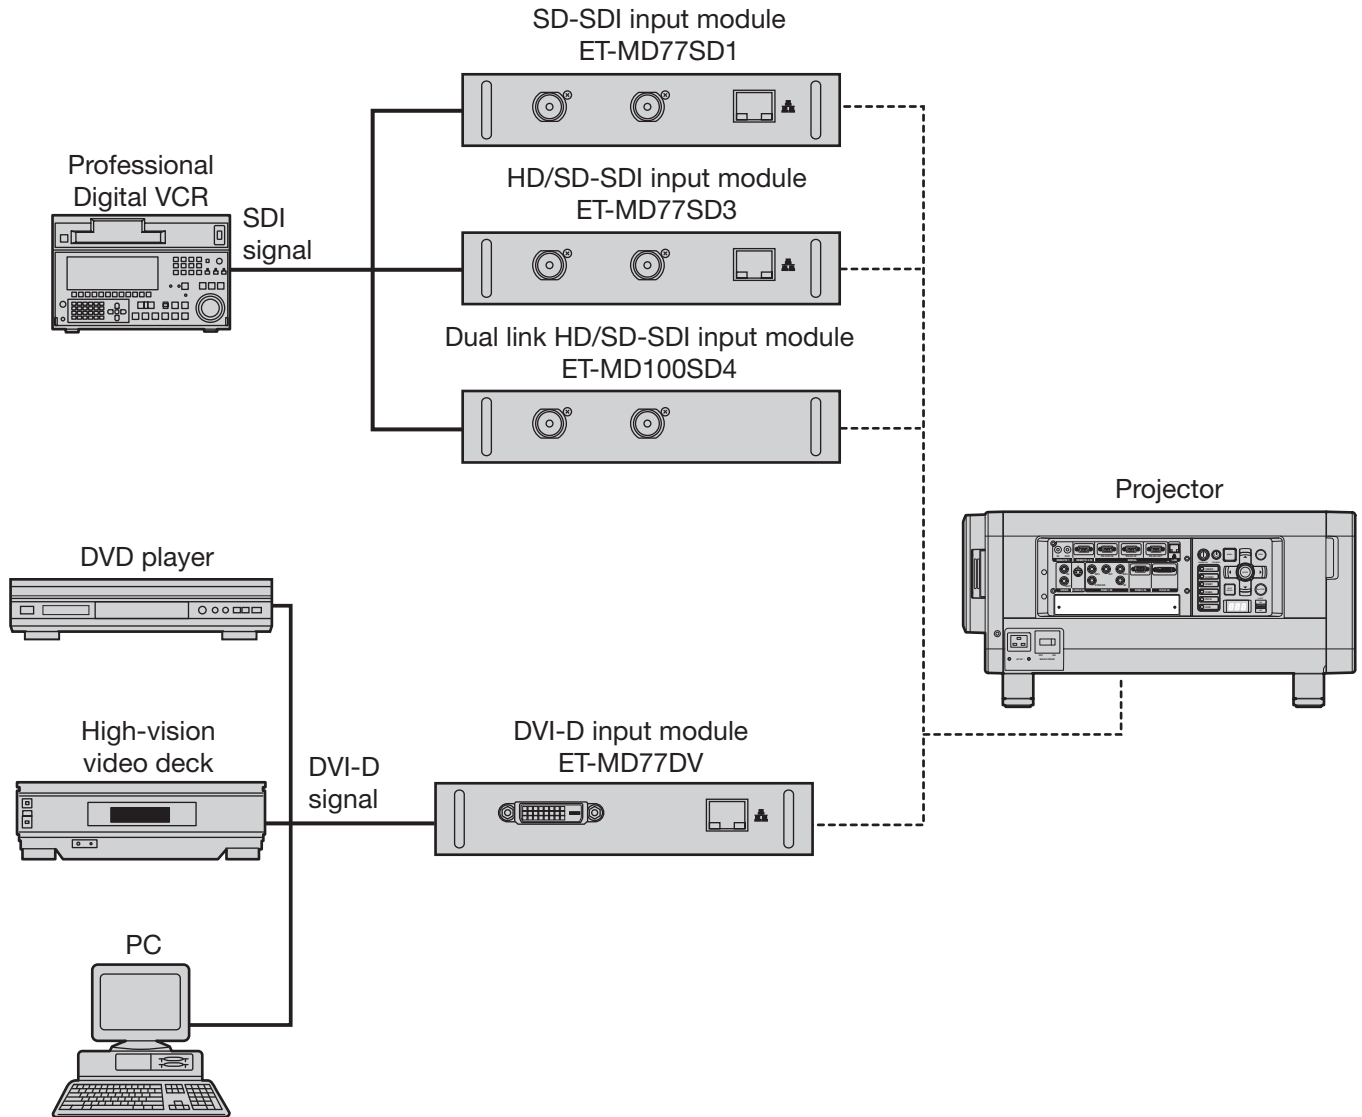 SD-SDI input module
ET-MD77SD1
Professional
Digital VCR
SDI
signal
HD/SD-SDI input module
ET-MD77SD3
Dual link HD/SD-SDI input module
ET-MD100SD4
Projector
DVD player
High-vision
video deck
DVI-D
signal
DVI-D input module
ET-MD77DV
PC